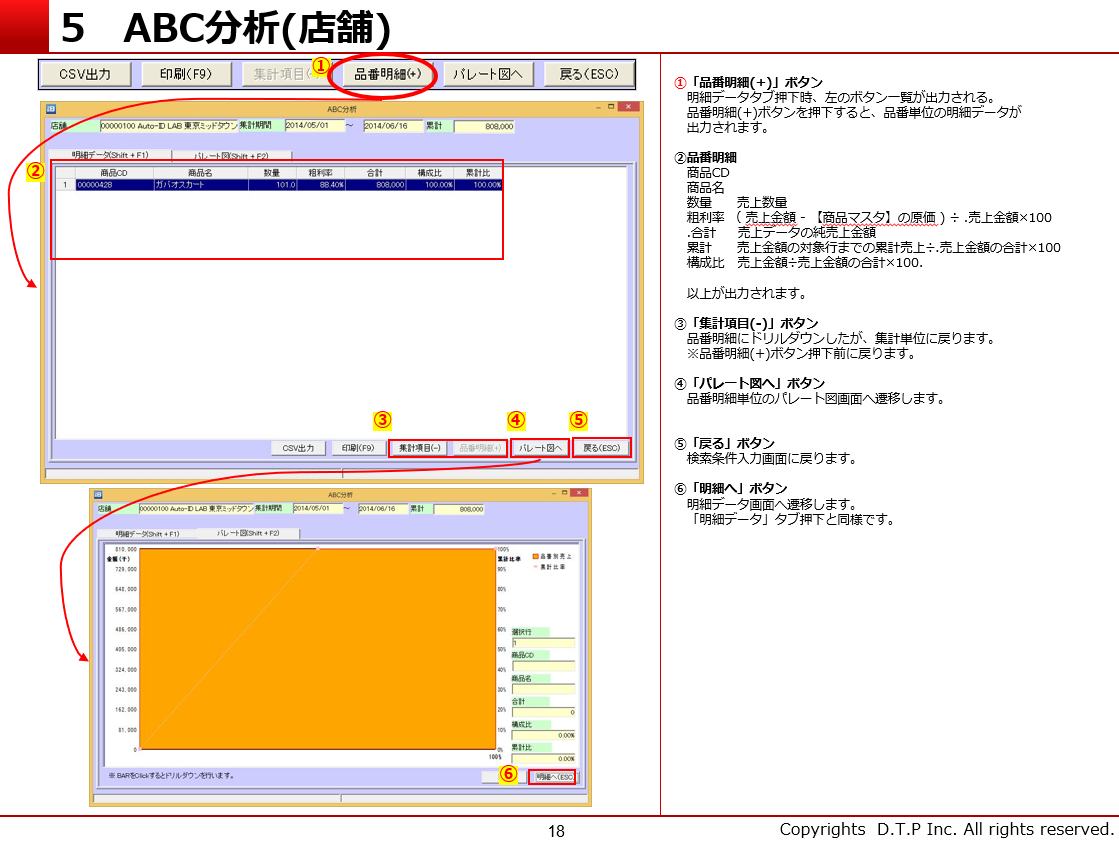 5　ABC分析(店舗)
CSV出力　印刷(F9)　集計項目(-)　品番明細(+)　パレート図へ　戻る(ESC)
①
ABC分析
店舗　00000100 Auto-ID LAB 東京ミッドタウン　集計期間　2014/05/01　～　2014/06/16　累計　808,000
②
明細データ(Shift + F1)　パレート図(Shift + F2)
商品CD　商品名　数量　粗利率　合計　構成比　累計比
1　00000428　ガバオスカート　101.0　88.40%　808,000　100.00%　100.00%
③　④　⑤
CSV出力　印刷(F9)　集計項目(-)　品番明細(+)　パレート図へ　戻る(ESC)
ABC分析
店舗　00000100 Auto-ID LAB 東京ミッドタウン　集計期間　2014/05/01　～　2014/06/16　累計　808,000
明細データ(Shift + F1)　パレート図(Shift + F2)
810,000
金額(千)
729,000
648,000
567,000
486,000
405,000
324,000
243,000
162,000
81,000
0
100%
累計比率
90%
80%
70%
60%
50%
40%
30%
20%
10%
0%
100%
品番別売上
累計比率
選択行
1
商品CD
商品名
合計
0
構成比
0.00%
累計比
0.00%
※ BARをClickするとドリルダウンを行います。
⑥
明細へ(ESC
①「品番明細(+)」ボタン
明細データタブ押下時、左のボタン一覧が出力される。
品番明細(+)ボタンを押下すると、品番単位の明細データが
出力されます。
②品番明細
商品CD
商品名
数量　売上数量
粗利率　( 売上金額 - 【商品マスタ】の原価 ) ÷ .売上金額×100
.合計　売上データの純売上金額
累計　売上金額の対象行までの累計売上÷.売上金額の合計×100
構成比　売上金額÷売上金額の合計×100.
以上が出力されます。
③「集計項目(-)」ボタン
品番明細にドリルダウンしたが、集計単位に戻ります。
※品番明細(+)ボタン押下前に戻ります。
④「パレート図へ」ボタン
品番明細単位のパレート図画面へ遷移します。
⑤「戻る」ボタン
検索条件入力画面に戻ります。
⑥「明細へ」ボタン
明細データ画面へ遷移します。
「明細データ」タブ押下と同様です。
18
Copyrights D.T.P Inc. All rights reserved.